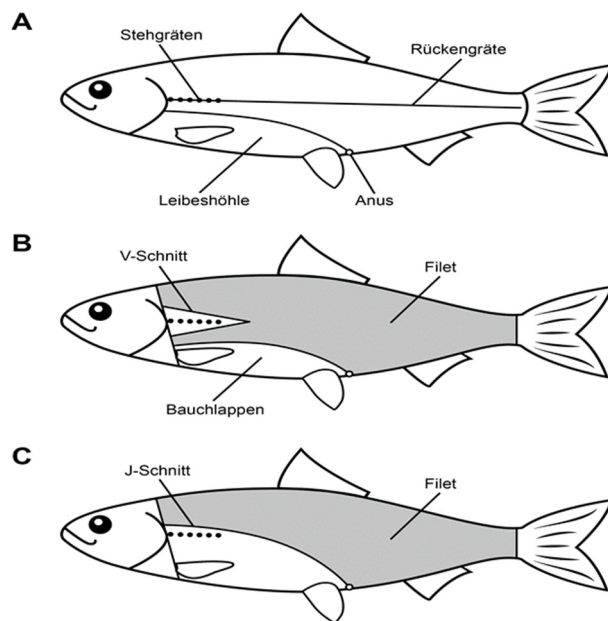 A
Stehgräten
Rückengräte
Leibeshöhle
Anus
B
V-Schnitt
Filet
Bauchlappen
C
J-Schnitt
Filet